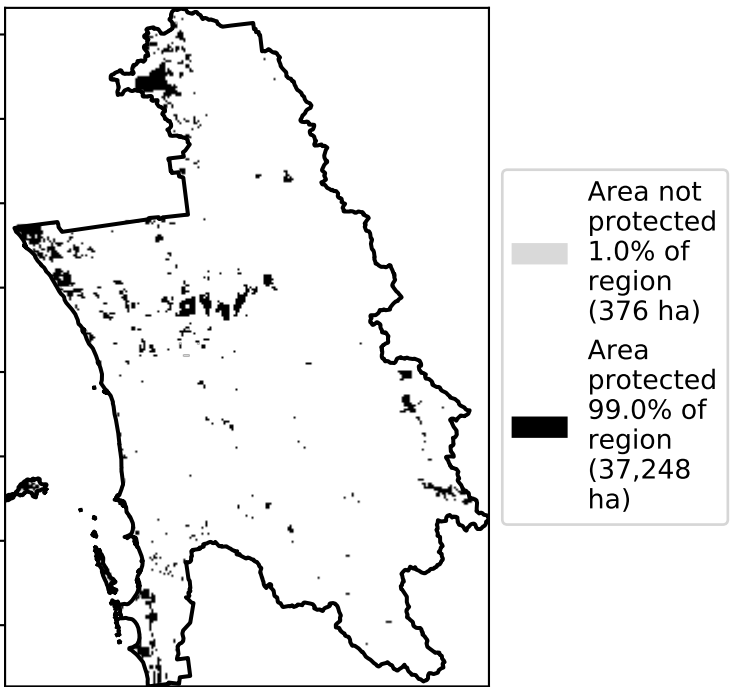 Area not
protected
1.0% of
region
(376 ha)
Area
protected
99.0% of
region
(37,248
ha)